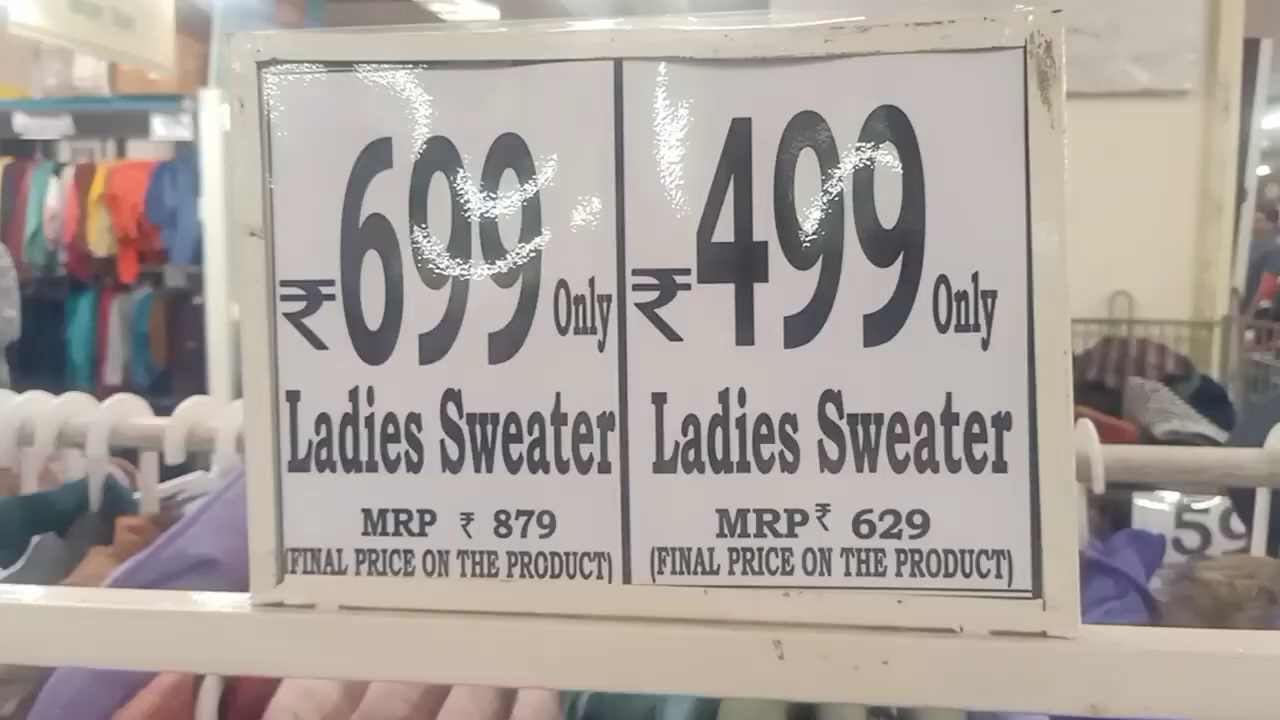 ₹699 Only
Ladies Sweater
MRP ₹ 879
(FINAL PRICE ON THE PRODUCT)
₹499 Only
Ladies Sweater
MRP ₹ 629
(FINAL PRICE ON THE PRODUCT)
59